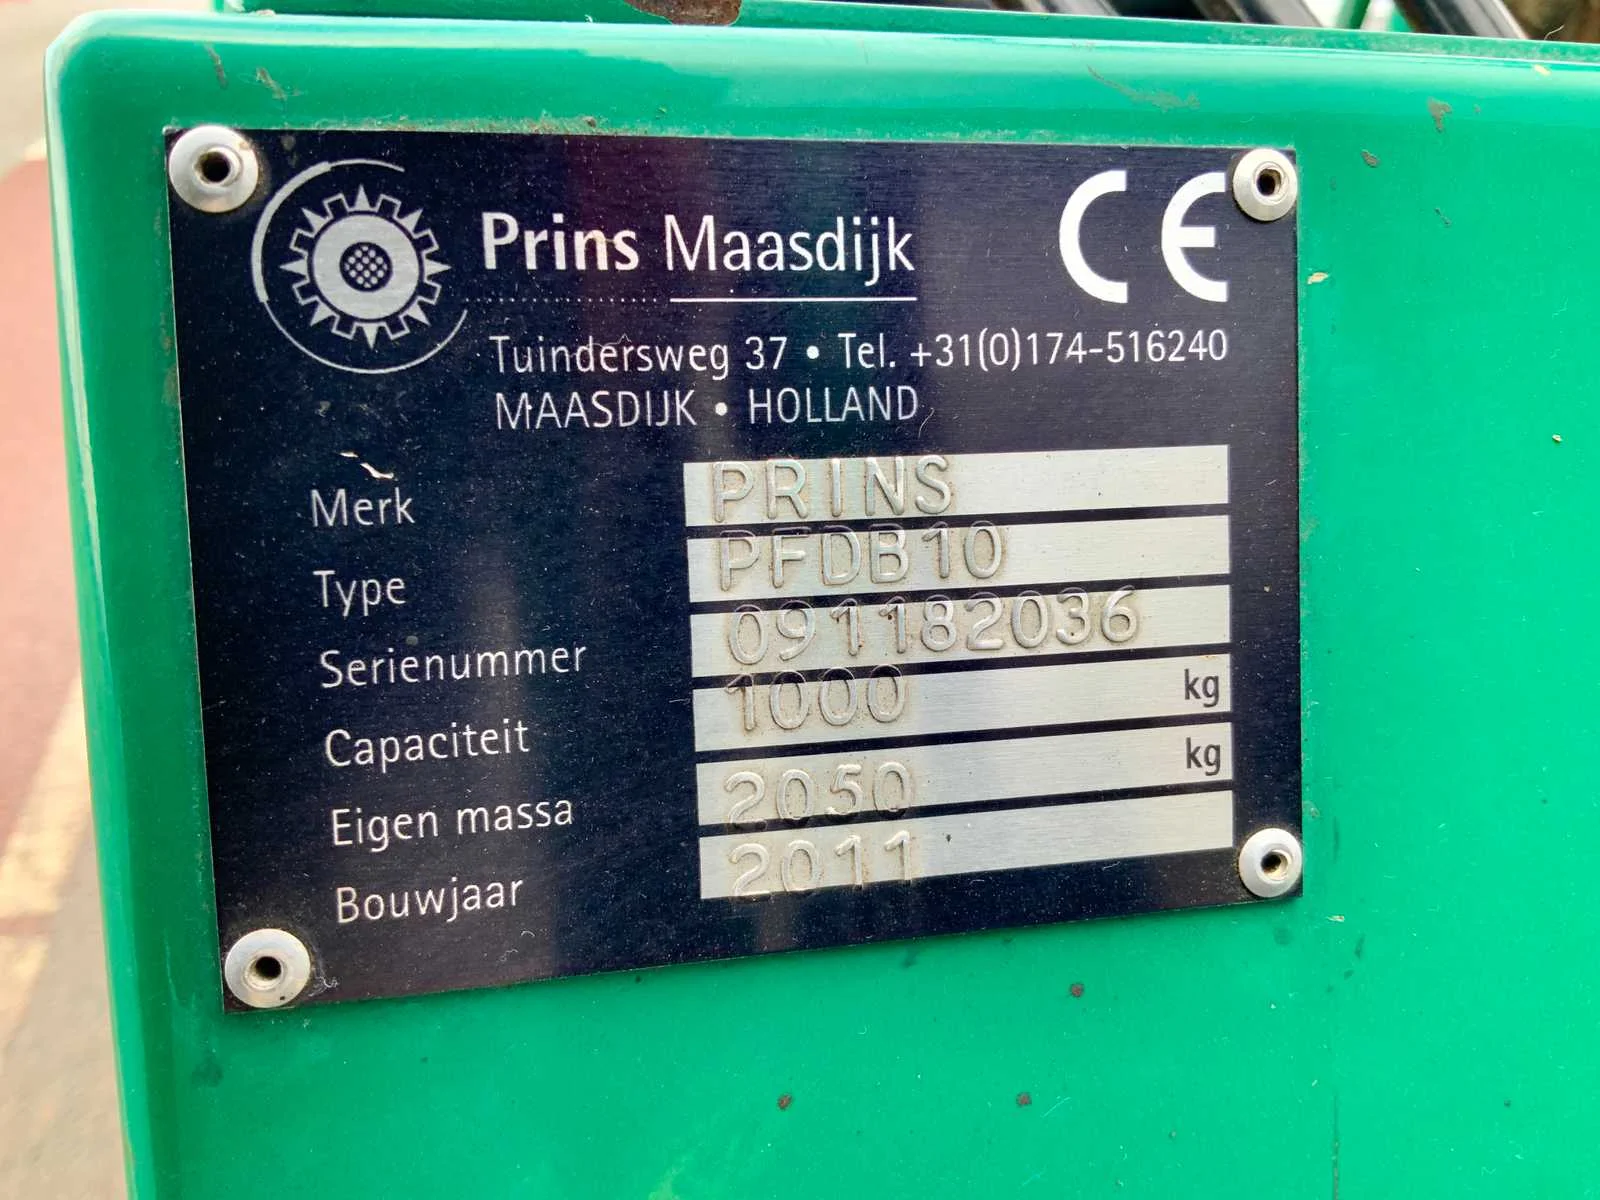 Prins Maasdijk CE
Tuindersweg 37 • Tel. +31(0)174-516240
MAASDIJK • HOLLAND
Merk PRINS
Type PFDB10
Serienummer 091182036
Capaciteit 1000 kg
Eigen massa 2050 kg
Bouwjaar 2011